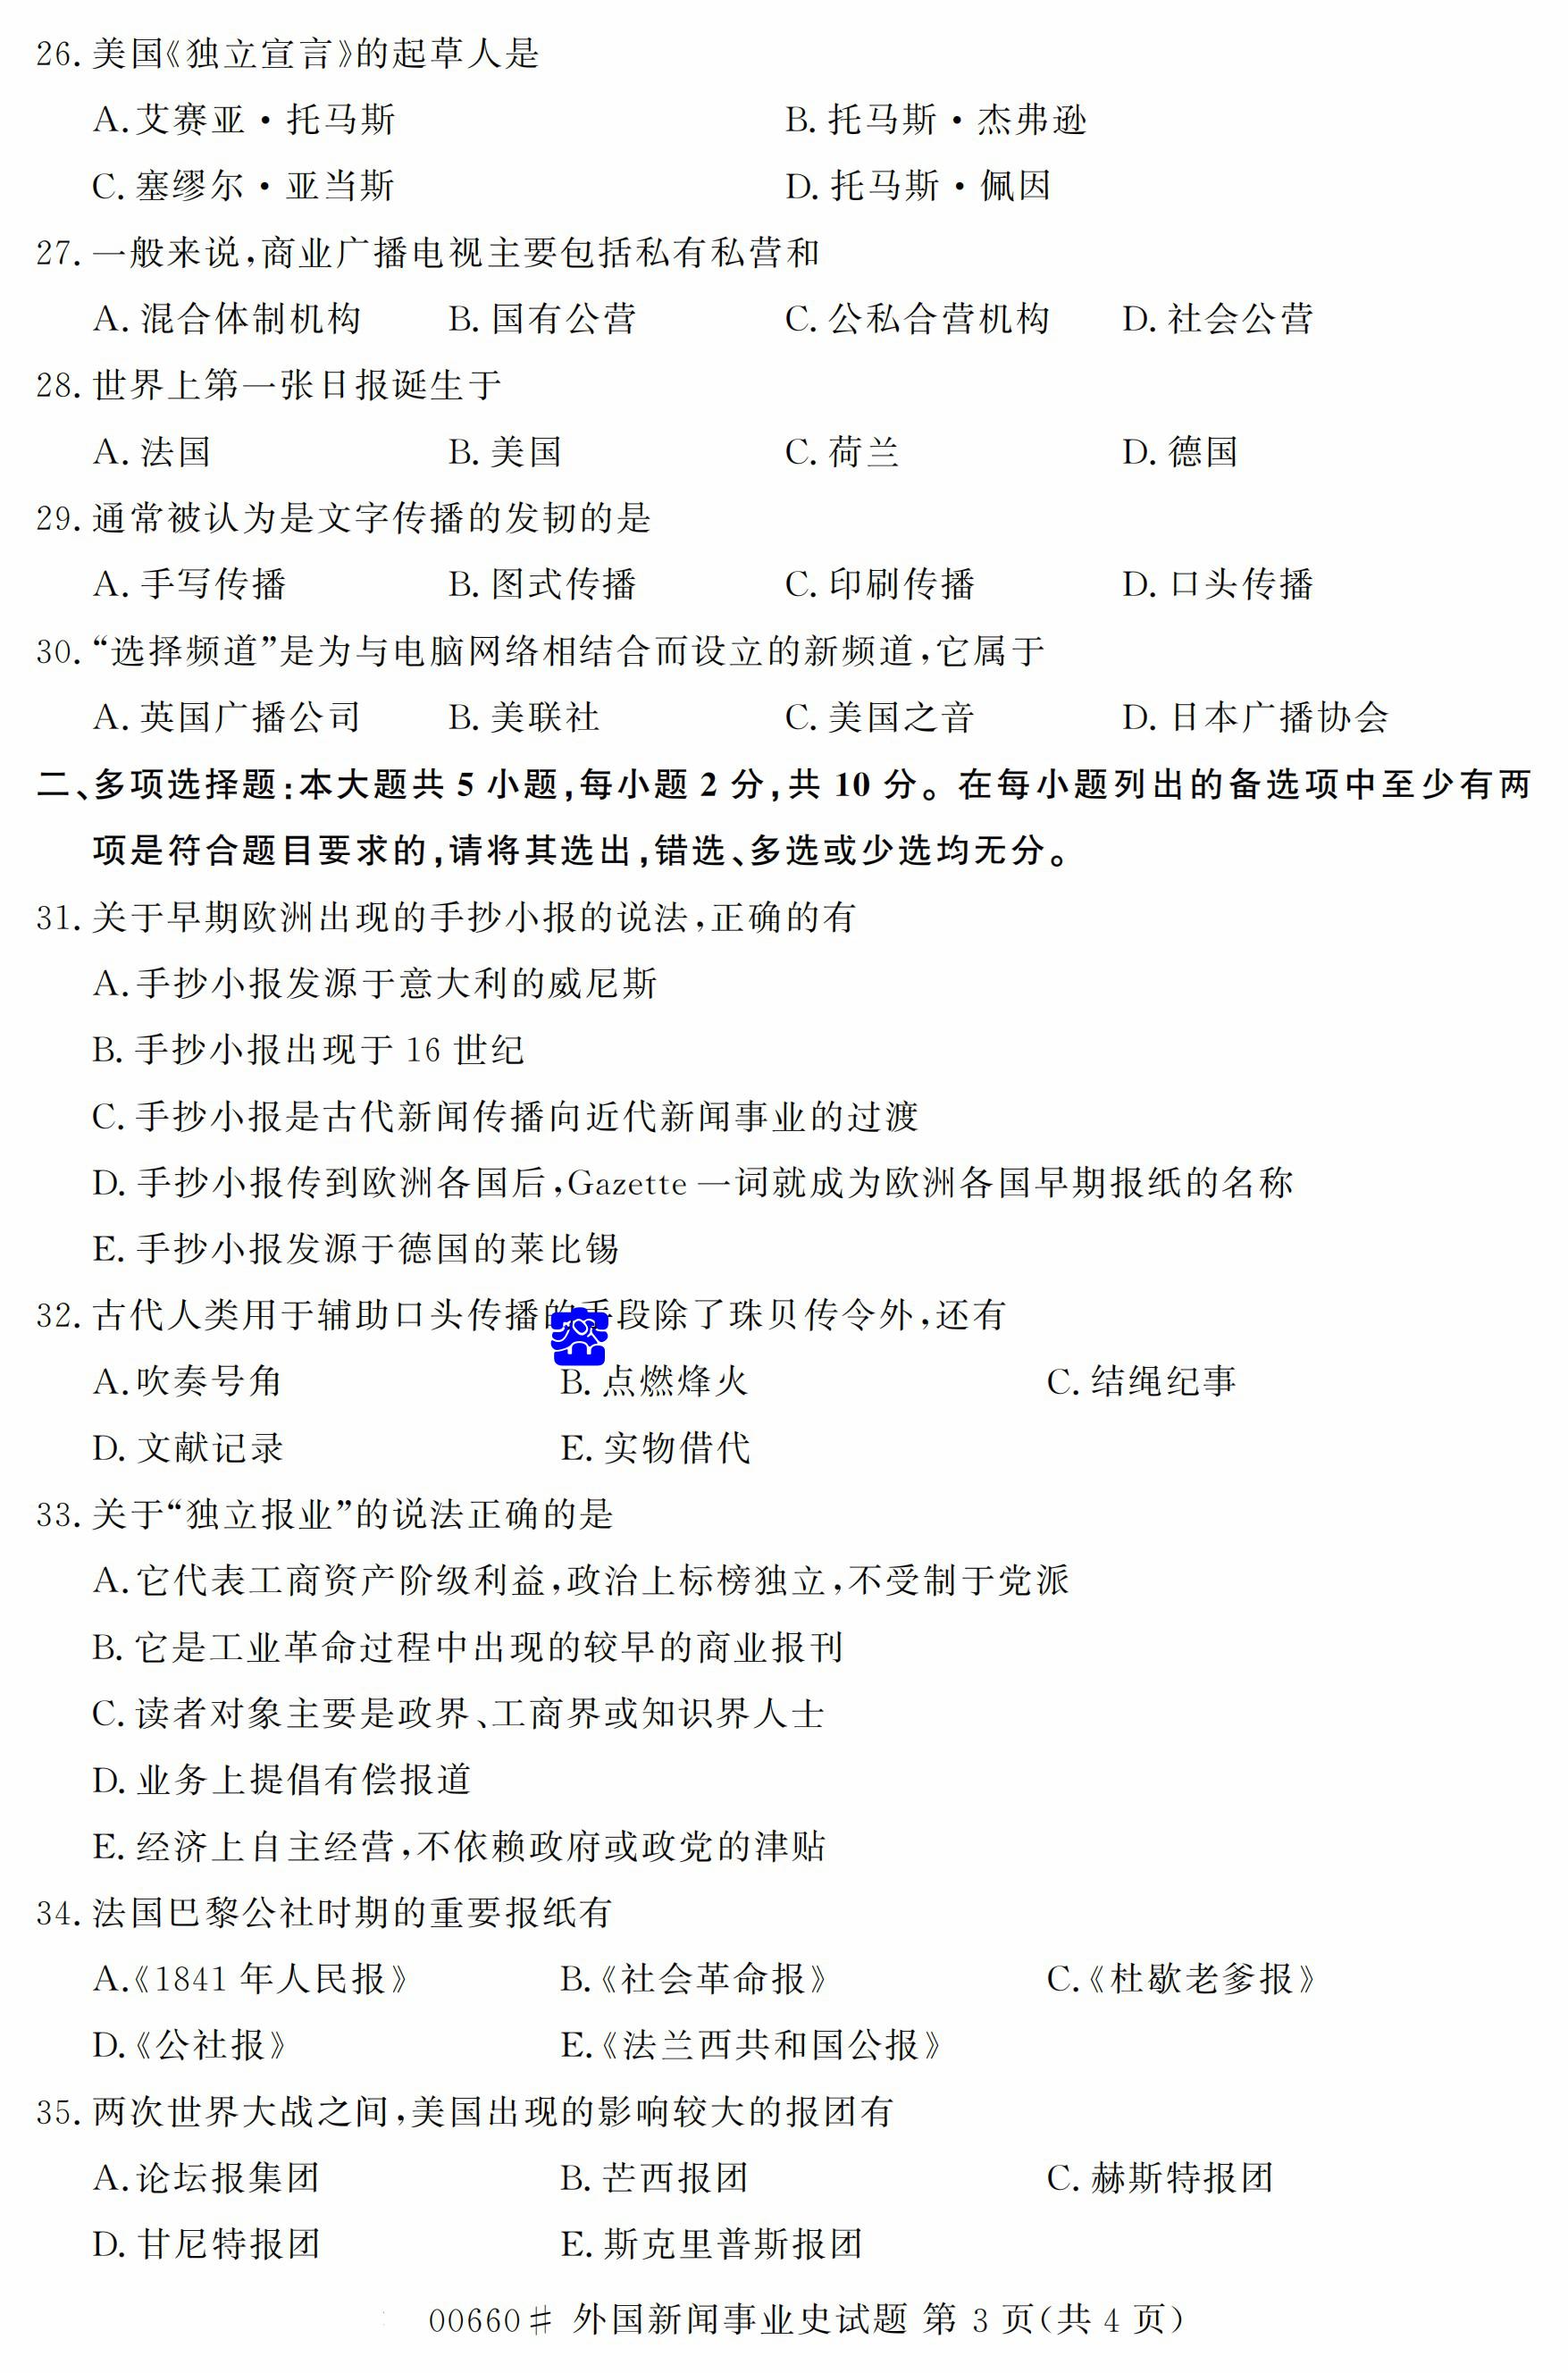 26. 美国《独立宣言》的起草人是
A. 艾赛亚·托马斯 B. 托马斯·杰弗逊
C. 塞缪尔·亚当斯 D. 托马斯·佩因
27. 一般来说,商业广播电视主要包括私有私营和
A. 混合体制机构 B. 国有公营 C. 公私合营机构 D. 社会公营
28. 世界上第一张日报诞生于
A. 法国 B. 美国 C. 荷兰 D. 德国
29. 通常被认为是文字传播的发韧的是
A. 手写传播 B. 图式传播 C. 印刷传播 D. 口头传播
30. “选择频道”是为与电脑网络相结合而设立的新频道,它属于
A. 英国广播公司 B. 美联社 C. 美国之音 D. 日本广播协会
二、多项选择题:本大题共 5 小题,每小题 2 分,共 10 分。在每小题列出的备选项中至少有两
项是符合题目要求的,请将其选出,错选、多选或少选均无分。
31. 关于早期欧洲出现的手抄小报的说法,正确的有
A. 手抄小报发源于意大利的威尼斯
B. 手抄小报出现于 16 世纪
C. 手抄小报是古代新闻传播向近代新闻事业的过渡
D. 手抄小报传到欧洲各国后,Gazette 一词就成为欧洲各国早期报纸的名称
E. 手抄小报发源于德国的莱比锡
32. 古代人类用于辅助口头传播的手段除了珠贝传令外,还有
A. 吹奏号角 B. 点燃烽火 C. 结绳纪事
D. 文献记录 E. 实物借代
33. 关于“独立报业”的说法正确的是
A. 它代表工商资产阶级利益,政治上标榜独立,不受制于党派
B. 它是工业革命过程中出现的较早的商业报刊
C. 读者对象主要是政界、工商界或知识界人士
D. 业务上提倡有偿报道
E. 经济上自主经营,不依赖政府或政党的津贴
34. 法国巴黎公社时期的重要报纸有
A.《1841 年人民报》 B.《社会革命报》 C.《杜歇老爹报》
D.《公社报》 E.《法兰西共和国公报》
35. 两次世界大战之间,美国出现的影响较大的报团有
A. 论坛报集团 B. 芒西报团 C. 赫斯特报团
D. 甘尼特报团 E. 斯克里普斯报团
00660# 外国新闻事业史试题 第 3 页(共 4 页)